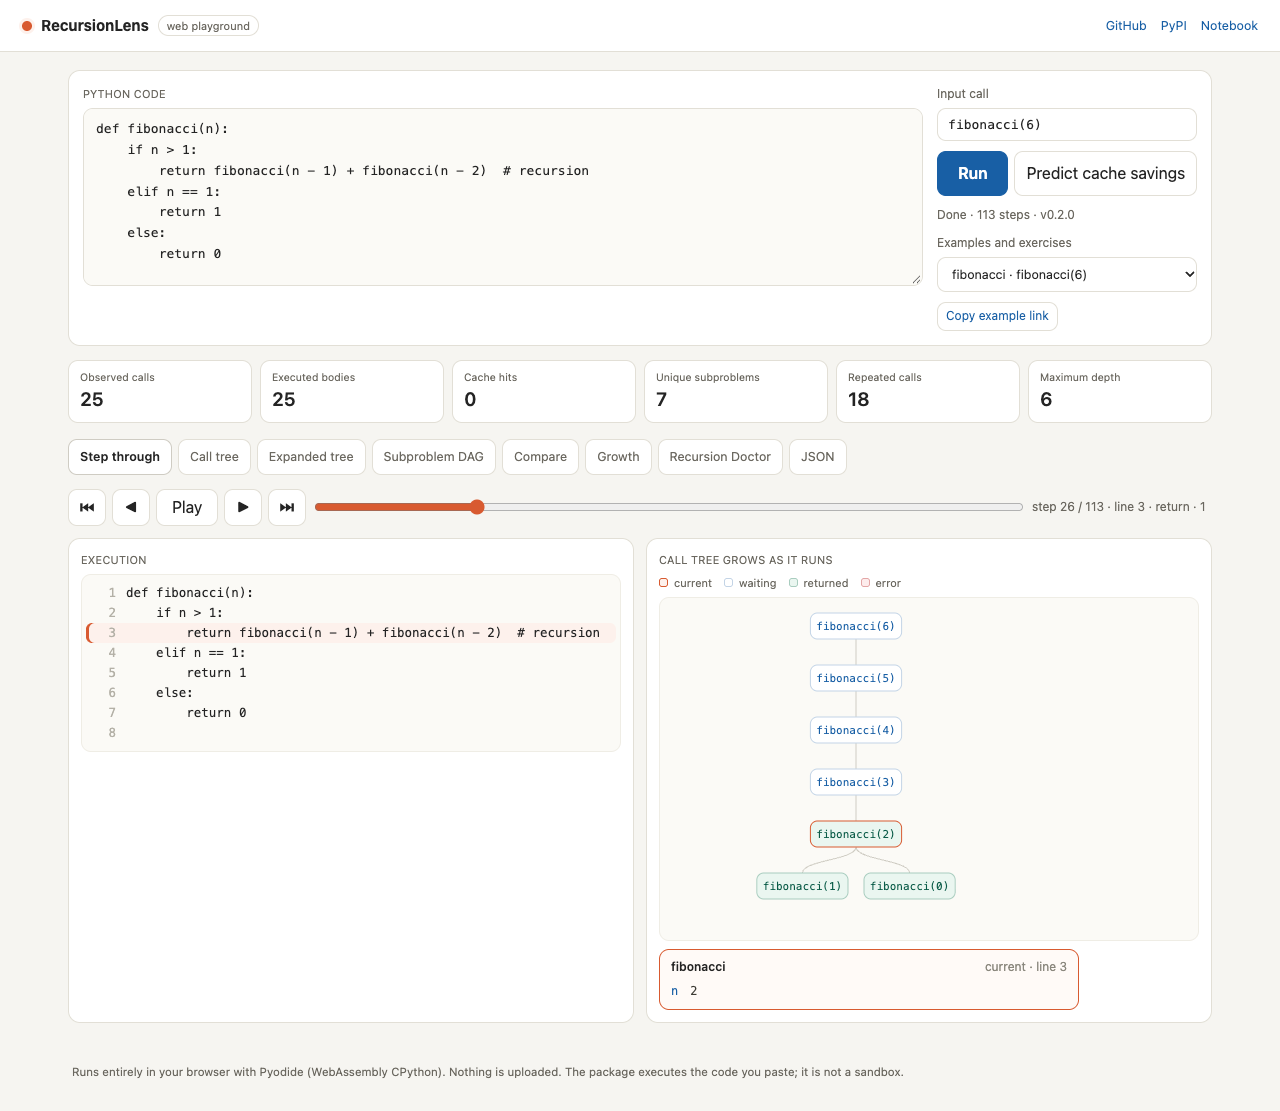 RecursionLens
web playground
GitHub
PyPI
Notebook
PYTHON CODE
def fibonacci(n):
    if n > 1:
        return fibonacci(n − 1) + fibonacci(n − 2)  # recursion
    elif n == 1:
        return 1
    else:
        return 0
Input call
fibonacci(6)
Run
Predict cache savings
Done · 113 steps · v0.2.0
Examples and exercises
fibonacci · fibonacci(6)
Copy example link
Observed calls
25
Executed bodies
25
Cache hits
0
Unique subproblems
7
Repeated calls
18
Maximum depth
6
Step through
Call tree
Expanded tree
Subproblem DAG
Compare
Growth
Recursion Doctor
JSON
Play
step 26 / 113 · line 3 · return · 1
EXECUTION
1 def fibonacci(n):
2     if n > 1:
3         return fibonacci(n − 1) + fibonacci(n − 2)  # recursion
4     elif n == 1:
5         return 1
6     else:
7         return 0
8
CALL TREE GROWS AS IT RUNS
current
waiting
returned
error
fibonacci(6)
fibonacci(5)
fibonacci(4)
fibonacci(3)
fibonacci(2)
fibonacci(1)
fibonacci(0)
fibonacci
current · line 3
n 2
Runs entirely in your browser with Pyodide (WebAssembly CPython). Nothing is uploaded. The package executes the code you paste; it is not a sandbox.